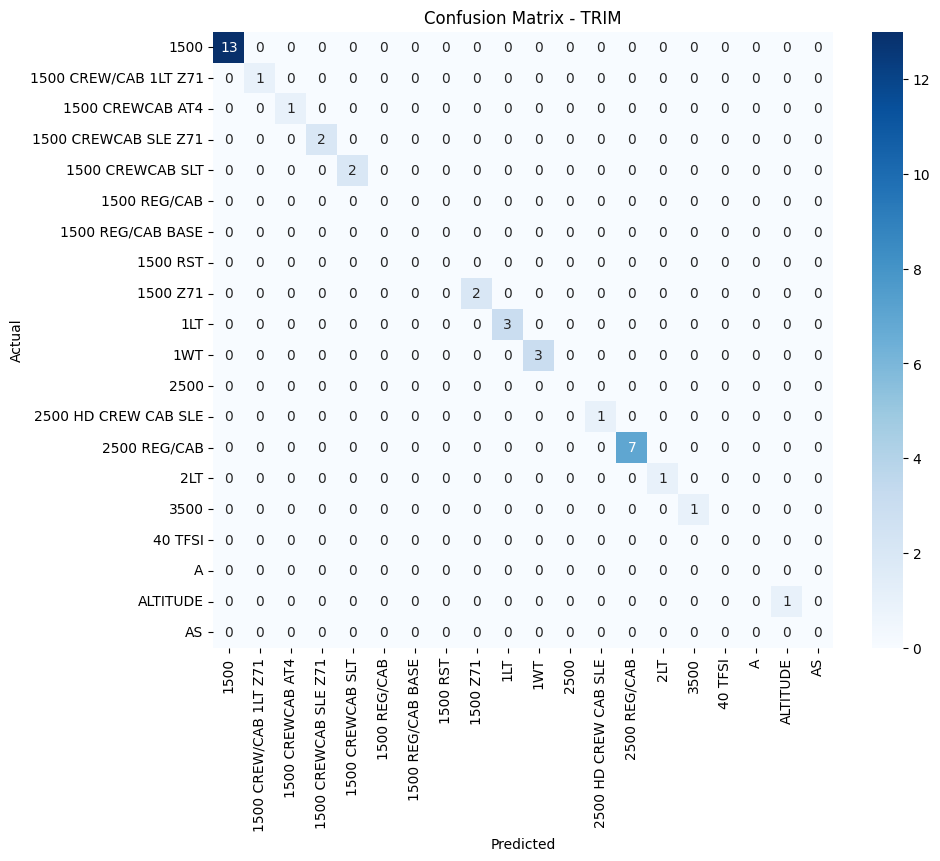 Confusion Matrix - TRIM
Actual
1500 13 0 0 0 0 0 0 0 0 0 0 0 0 0 0 0 0 0 0 0
1500 CREW/CAB 1LT Z71 0 1 0 0 0 0 0 0 0 0 0 0 0 0 0 0 0 0 0 0
1500 CREWCAB AT4 0 0 1 0 0 0 0 0 0 0 0 0 0 0 0 0 0 0 0 0
1500 CREWCAB SLE Z71 0 0 0 2 0 0 0 0 0 0 0 0 0 0 0 0 0 0 0 0
1500 CREWCAB SLT 0 0 0 0 2 0 0 0 0 0 0 0 0 0 0 0 0 0 0 0
1500 REG/CAB 0 0 0 0 0 0 0 0 0 0 0 0 0 0 0 0 0 0 0 0
1500 REG/CAB BASE 0 0 0 0 0 0 0 0 0 0 0 0 0 0 0 0 0 0 0 0
1500 RST 0 0 0 0 0 0 0 0 0 0 0 0 0 0 0 0 0 0 0 0
1500 Z71 0 0 0 0 0 0 0 0 2 0 0 0 0 0 0 0 0 0 0 0
1LT 0 0 0 0 0 0 0 0 0 3 0 0 0 0 0 0 0 0 0 0
1WT 0 0 0 0 0 0 0 0 0 0 3 0 0 0 0 0 0 0 0 0
2500 0 0 0 0 0 0 0 0 0 0 0 0 0 0 0 0 0 0 0 0
2500 HD CREW CAB SLE 0 0 0 0 0 0 0 0 0 0 0 0 1 0 0 0 0 0 0 0
2500 REG/CAB 0 0 0 0 0 0 0 0 0 0 0 0 0 7 0 0 0 0 0 0
2LT 0 0 0 0 0 0 0 0 0 0 0 0 0 0 1 0 0 0 0 0
3500 0 0 0 0 0 0 0 0 0 0 0 0 0 0 0 1 0 0 0 0
40 TFSI 0 0 0 0 0 0 0 0 0 0 0 0 0 0 0 0 0 0 0 0
A 0 0 0 0 0 0 0 0 0 0 0 0 0 0 0 0 0 0 0 0
ALTITUDE 0 0 0 0 0 0 0 0 0 0 0 0 0 0 0 0 0 0 1 0
AS 0 0 0 0 0 0 0 0 0 0 0 0 0 0 0 0 0 0 0 0
1500
1500 CREW/CAB 1LT Z71
1500 CREWCAB AT4
1500 CREWCAB SLE Z71
1500 CREWCAB SLT
1500 REG/CAB
1500 REG/CAB BASE
1500 RST
1500 Z71
1LT
1WT
2500
2500 HD CREW CAB SLE
2500 REG/CAB
2LT
3500
40 TFSI
A
ALTITUDE
AS
Predicted
12
10
8
6
4
2
0